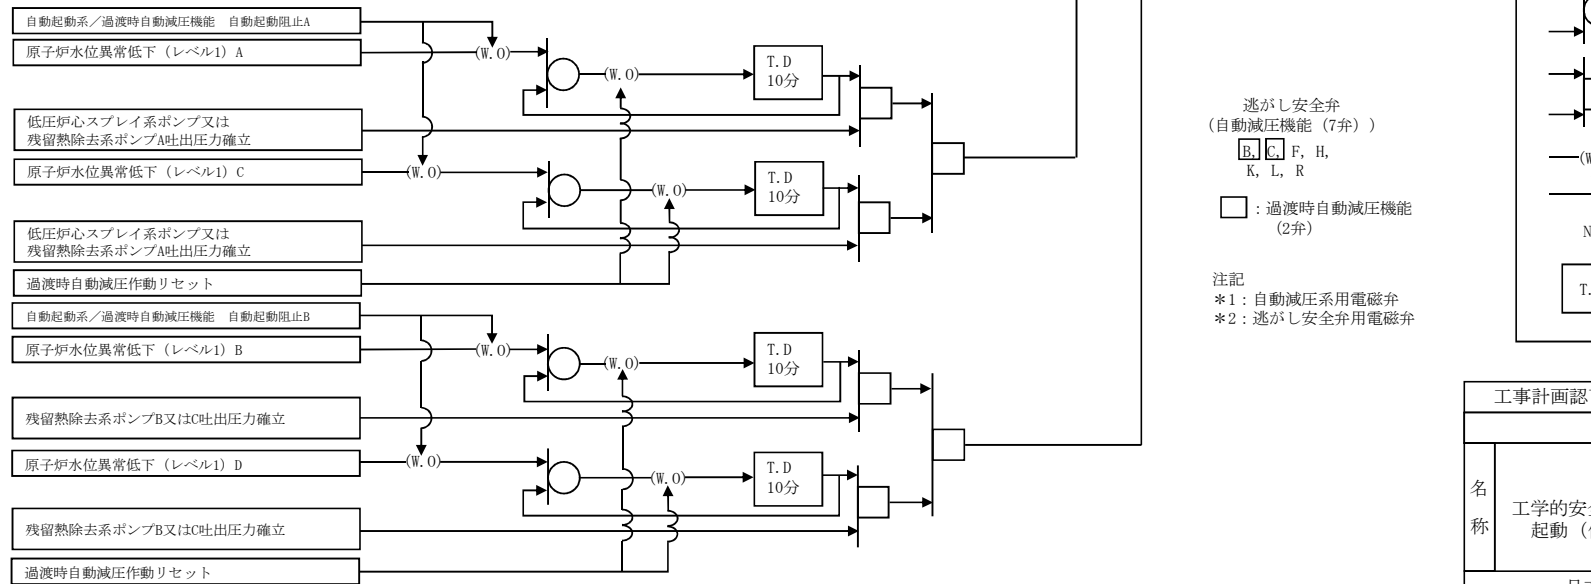 自動起動系/過渡時自動減圧機能 自動起動阻止A
原子炉水位異常低下(レベル1)A
(W.O)
(W.O)
T.D
10分
低圧炉心スプレイ系ポンプ又は
残留熱除去系ポンプA吐出圧力確立
原子炉水位異常低下(レベル1)C
(W.O)
(W.O)
T.D
10分
低圧炉心スプレイ系ポンプ又は
残留熱除去系ポンプA吐出圧力確立
過渡時自動減圧作動リセット
自動起動系/過渡時自動減圧機能 自動起動阻止B
原子炉水位異常低下(レベル1)B
(W.O)
(W.O)
T.D
10分
残留熱除去系ポンプB又はC吐出圧力確立
原子炉水位異常低下(レベル1)D
(W.O)
(W.O)
T.D
10分
残留熱除去系ポンプB又はC吐出圧力確立
過渡時自動減圧作動リセット
逃がし安全弁
(自動減圧機能(7弁))
B, C, F, H,
K, L, R
:過渡時自動減圧機能
(2弁)
注記
*1:自動減圧系用電磁弁
*2:逃がし安全弁用電磁弁
(W
N
T.
工事計画認
名
称
工学的安
起動(